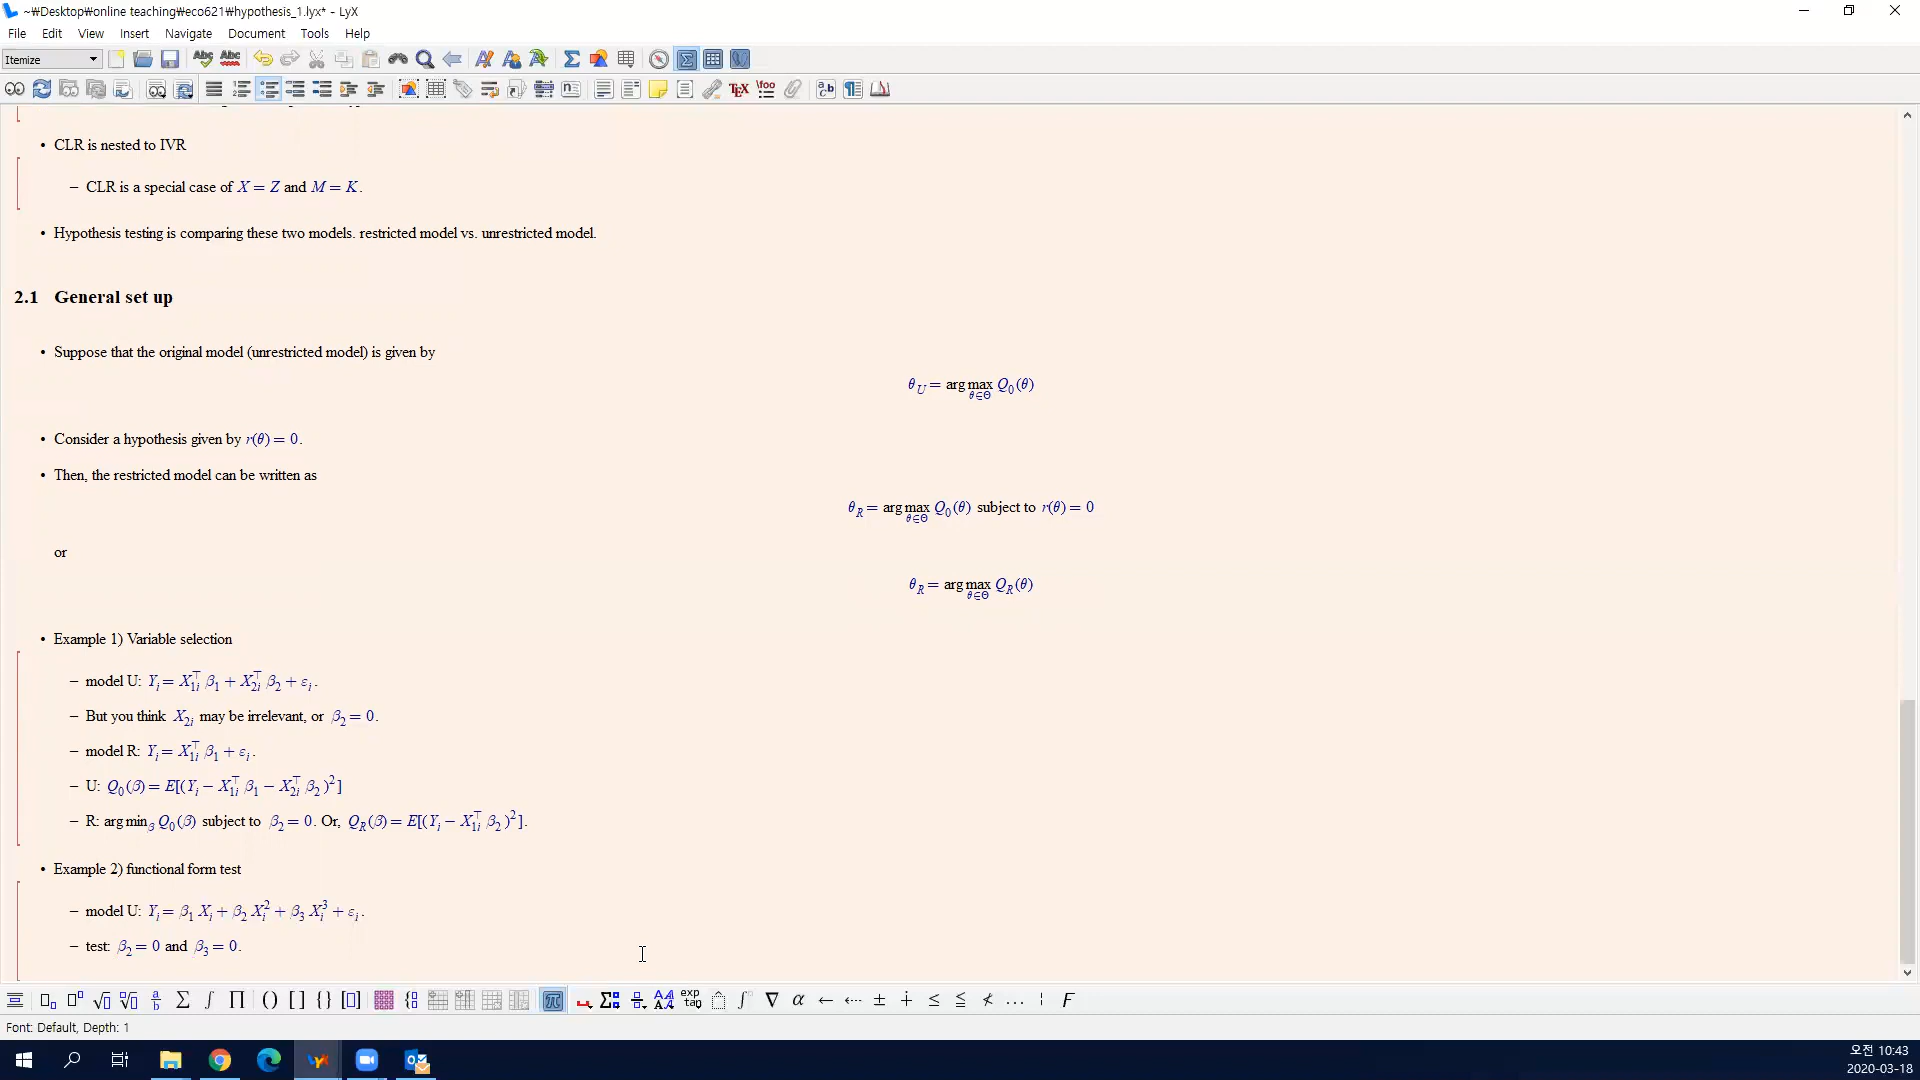 ~₩Desktop₩online teaching₩eco621₩hypothesis_1.lyx* - LyX
File Edit View Insert Navigate Document Tools Help
Itemize
• CLR is nested to IVR
– CLR is a special case of X = Z and M = K.
• Hypothesis testing is comparing these two models. restricted model vs. unrestricted model.
2.1 General set up
• Suppose that the original model (unrestricted model) is given by
θ_U = arg max_{θ∈Θ} Q_0(θ)
• Consider a hypothesis given by r(θ) = 0.
• Then, the restricted model can be written as
θ_R = arg max_{θ∈Θ} Q_0(θ) subject to r(θ) = 0
or
θ_R = arg max_{θ∈Θ} Q_R(θ)
• Example 1) Variable selection
– model U: Y_i = X_{1i}^⊤ β_1 + X_{2i}^⊤ β_2 + ε_i.
– But you think X_{2i} may be irrelevant, or β_2 = 0.
– model R: Y_i = X_{1i}^⊤ β_1 + ε_i.
– U: Q_0(β) = E[(Y_i − X_{1i}^⊤ β_1 − X_{2i}^⊤ β_2)^2]
– R: arg min_β Q_0(β) subject to β_2 = 0. Or, Q_R(β) = E[(Y_i − X_{1i}^⊤ β_2)^2].
• Example 2) functional form test
– model U: Y_i = β_1 X_i + β_2 X_i^2 + β_3 X_i^3 + ε_i.
– test: β_2 = 0 and β_3 = 0.
Font: Default, Depth: 1
오전 10:43
2020-03-18